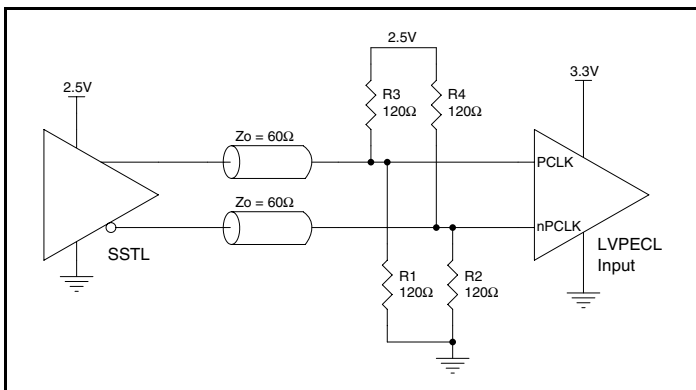 2.5V
2.5V
3.3V
R3
120Ω
R4
120Ω
Zo = 60Ω
PCLK
Zo = 60Ω
nPCLK
SSTL
LVPECL
Input
R1
120Ω
R2
120Ω